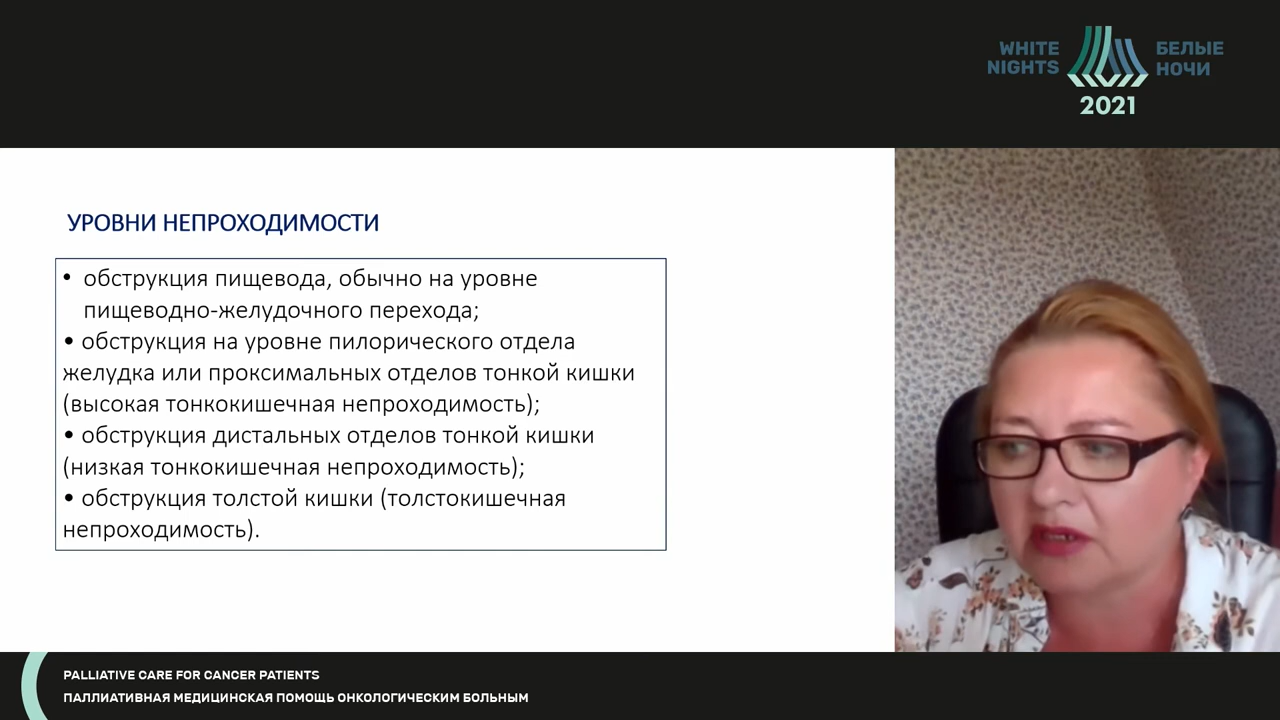 WHITE NIGHTS
БЕЛЫЕ НОЧИ
2021
УРОВНИ НЕПРОХОДИМОСТИ
• обструкция пищевода, обычно на уровне
пищеводно-желудочного перехода;
• обструкция на уровне пилорического отдела
желудка или проксимальных отделов тонкой кишки
(высокая тонкокишечная непроходимость);
• обструкция дистальных отделов тонкой кишки
(низкая тонкокишечная непроходимость);
• обструкция толстой кишки (толстокишечная
непроходимость).
PALLIATIVE CARE FOR CANCER PATIENTS
ПАЛЛИАТИВНАЯ МЕДИЦИНСКАЯ ПОМОЩЬ ОНКОЛОГИЧЕСКИМ БОЛЬНЫМ